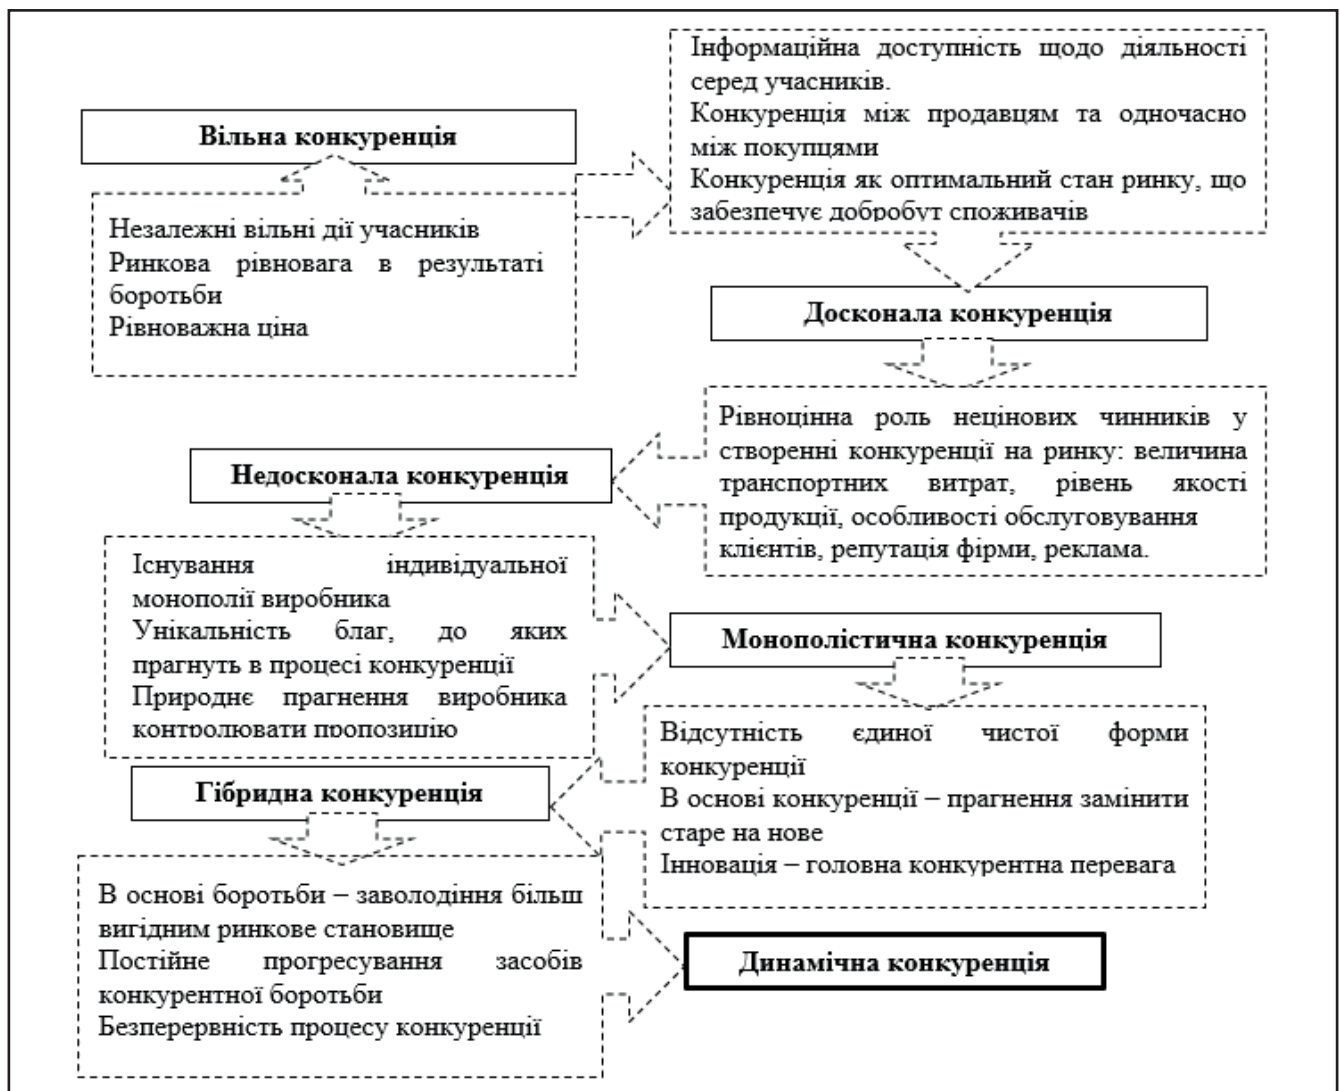 Вільна конкуренція
Незалежні вільні дії учасників
Ринкова рівновага в результаті
боротьби
Рівноважна ціна
Інформаційна доступність щодо діяльності
серед учасників.
Конкуренція між продавцям та одночасно
між покупцями
Конкуренція як оптимальний стан ринку, що
забезпечує добробут споживачів
Досконала конкуренція
Рівноцінна роль нецінових чинників у
створенні конкуренції на ринку: величина
транспортних витрат, рівень якості
продукції, особливості обслуговування
клієнтів, репутація фірми, реклама.
Недосконала конкуренція
Існування індивідуальної
монополії виробника
Унікальність благ, до яких
прагнуть в процесі конкуренції
Природнє прагнення виробника
контролювати пропозицію
Монополістична конкуренція
Відсутність єдиної чистої форми
конкуренції
В основі конкуренції – прагнення замінити
старе на нове
Інновація – головна конкурентна перевага
Гібридна конкуренція
В основі боротьби – заволодіння більш
вигідним ринкове становище
Постійне прогресування засобів
конкурентної боротьби
Безперервність процесу конкуренції
Динамічна конкуренція